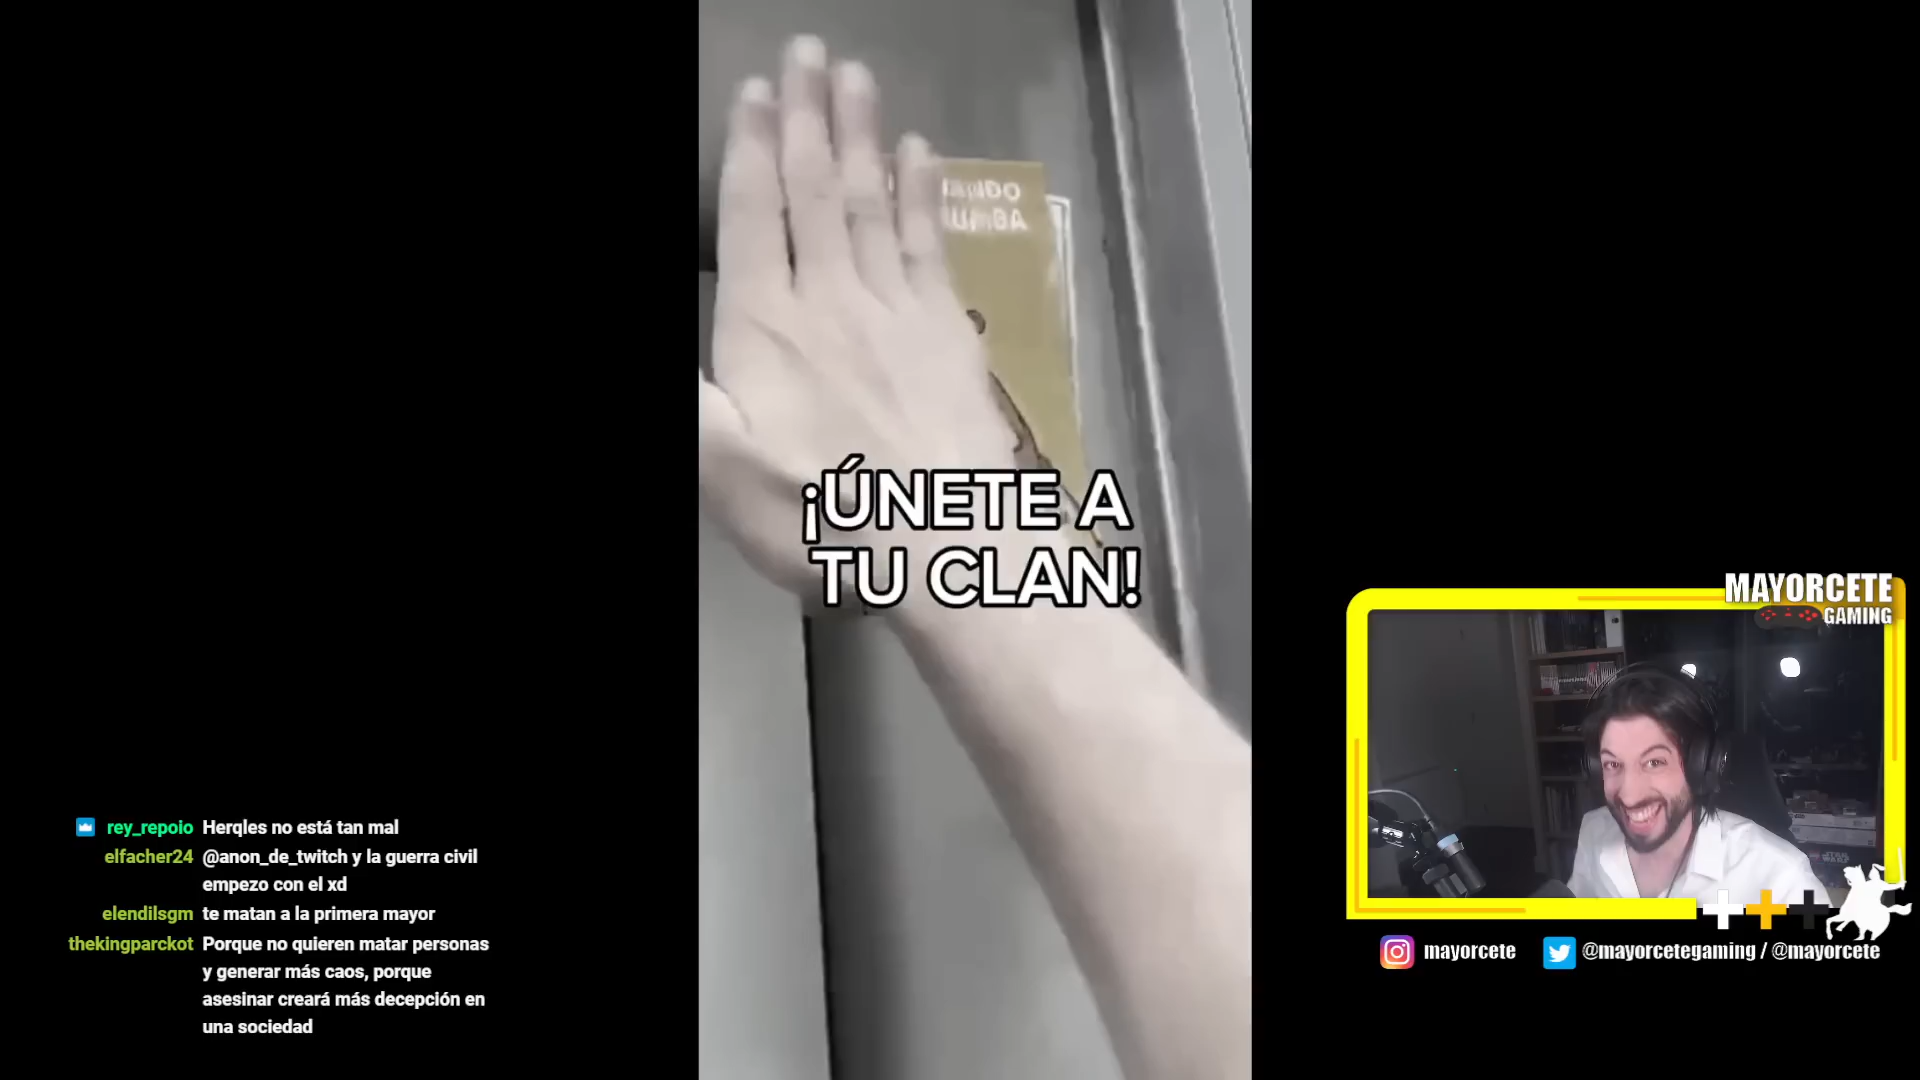 ¡ÚNETE A
TU CLAN!
MAYORCETE
GAMING
rey_repoio Herqles no está tan mal
elfacher24 @anon_de_twitch y la guerra civil
empezo con el xd
elendilsgm te matan a la primera mayor
thekingparckot Porque no quieren matar personas
y generar más caos, porque
asesinar creará más decepción en
una sociedad
mayorcete @mayorcetegaming / @mayorcete